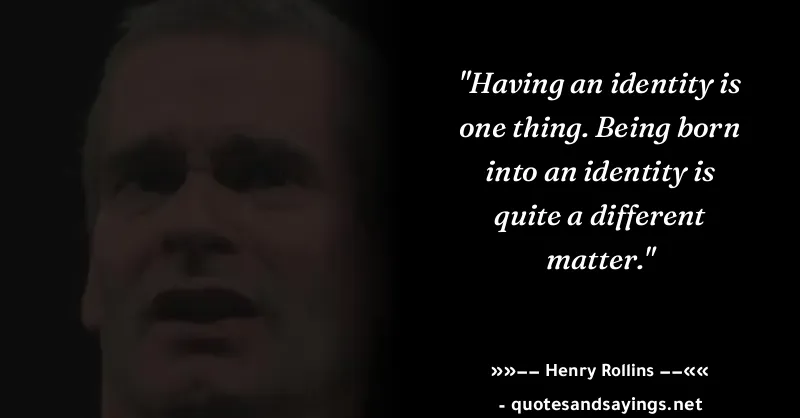 "Having an identity is
one thing. Being born
into an identity is
quite a different
matter."
»»−− Henry Rollins −−««
- quotesandsayings.net